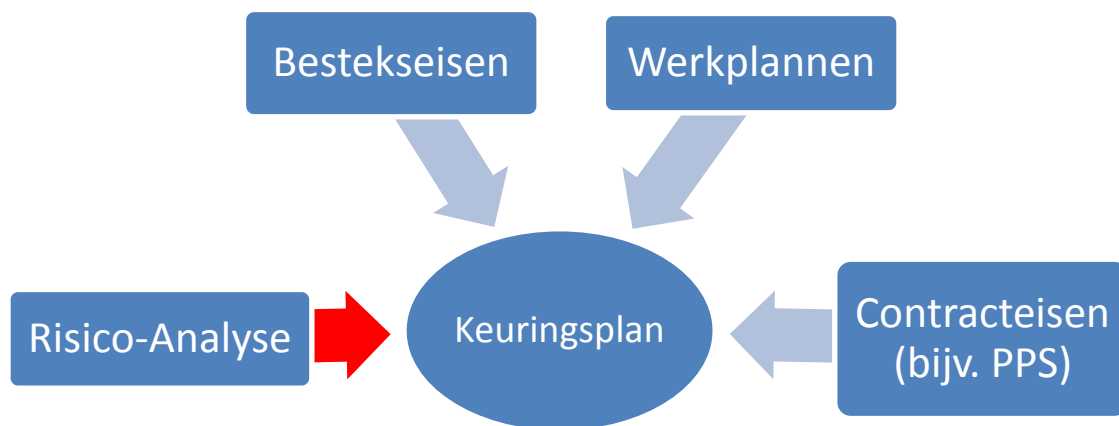 Bestekseisen
Werkplannen
Risico-Analyse
Keuringsplan
Contracteisen
(bijv. PPS)